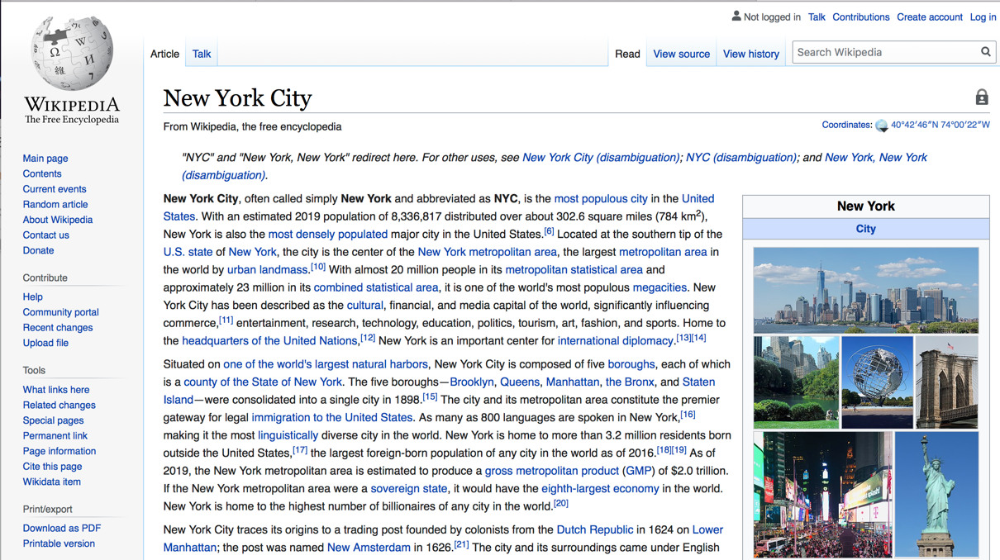 Not logged in Talk Contributions Create account Log in
Article Talk Read View source View history Search Wikipedia
WIKIPEDIA
The Free Encyclopedia
Main page
Contents
Current events
Random article
About Wikipedia
Contact us
Donate
Contribute
Help
Community portal
Recent changes
Upload file
Tools
What links here
Related changes
Special pages
Permanent link
Page information
Cite this page
Wikidata item
Print/export
Download as PDF
Printable version
New York City
From Wikipedia, the free encyclopedia
Coordinates: 40°42′46″N 74°00′22″W
"NYC" and "New York, New York" redirect here. For other uses, see New York City (disambiguation); NYC (disambiguation); and New York, New York
(disambiguation).
New York City, often called simply New York and abbreviated as NYC, is the most populous city in the United
States. With an estimated 2019 population of 8,336,817 distributed over about 302.6 square miles (784 km2),
New York is also the most densely populated major city in the United States.[6] Located at the southern tip of the
U.S. state of New York, the city is the center of the New York metropolitan area, the largest metropolitan area in
the world by urban landmass.[10] With almost 20 million people in its metropolitan statistical area and
approximately 23 million in its combined statistical area, it is one of the world's most populous megacities. New
York City has been described as the cultural, financial, and media capital of the world, significantly influencing
commerce,[11] entertainment, research, technology, education, politics, tourism, art, fashion, and sports. Home to
the headquarters of the United Nations,[12] New York is an important center for international diplomacy.[13][14]
Situated on one of the world's largest natural harbors, New York City is composed of five boroughs, each of which
is a county of the State of New York. The five boroughs—Brooklyn, Queens, Manhattan, the Bronx, and Staten
Island—were consolidated into a single city in 1898.[15] The city and its metropolitan area constitute the premier
gateway for legal immigration to the United States. As many as 800 languages are spoken in New York,[16]
making it the most linguistically diverse city in the world. New York is home to more than 3.2 million residents born
outside the United States,[17] the largest foreign-born population of any city in the world as of 2016.[18][19] As of
2019, the New York metropolitan area is estimated to produce a gross metropolitan product (GMP) of $2.0 trillion.
If the New York metropolitan area were a sovereign state, it would have the eighth-largest economy in the world.
New York is home to the highest number of billionaires of any city in the world.[20]
New York City traces its origins to a trading post founded by colonists from the Dutch Republic in 1624 on Lower
Manhattan; the post was named New Amsterdam in 1626.[21] The city and its surroundings came under English
New York
City